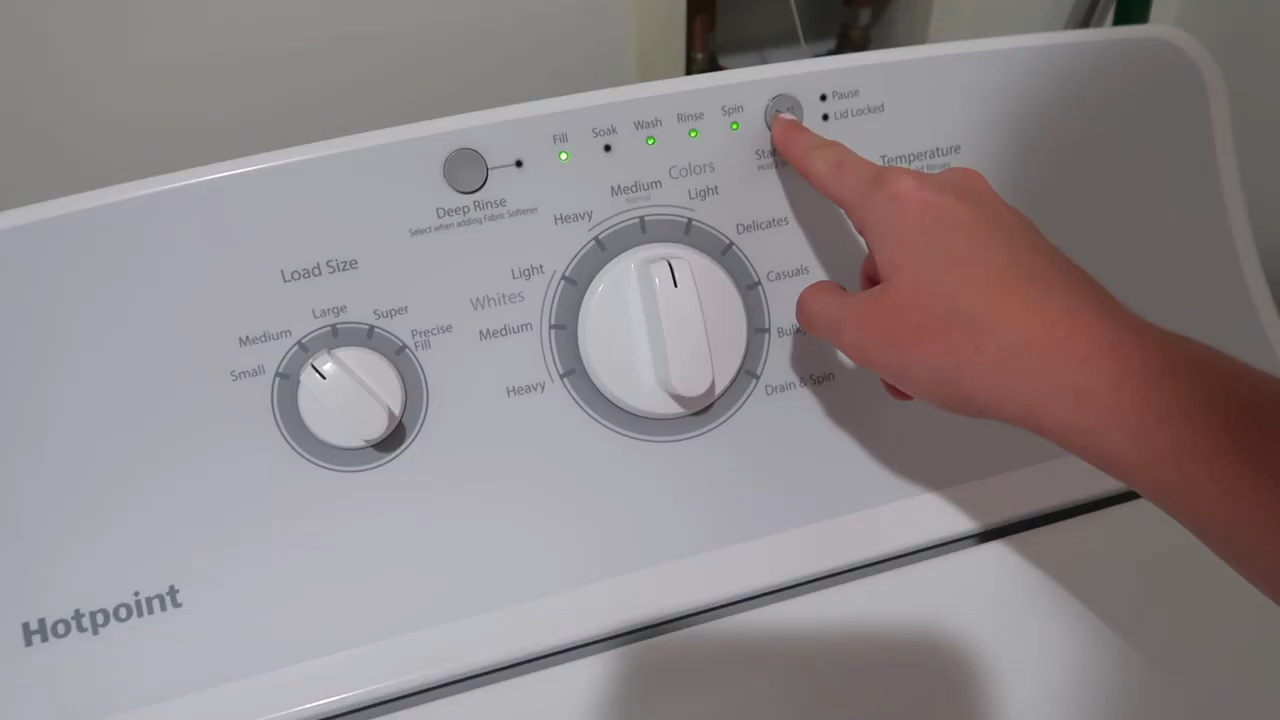 Pause
Lid Locked
Spin
Rinse
Wash
Soak
Fill
Temperature
Deep Rinse
Select when adding Fabric Softener
Colors
Medium
Normal
Light
Heavy
Delicates
Casuals
Drain & Spin
Light
Whites
Medium
Heavy
Load Size
Small
Medium
Large
Super
Precise
Fill
Hotpoint